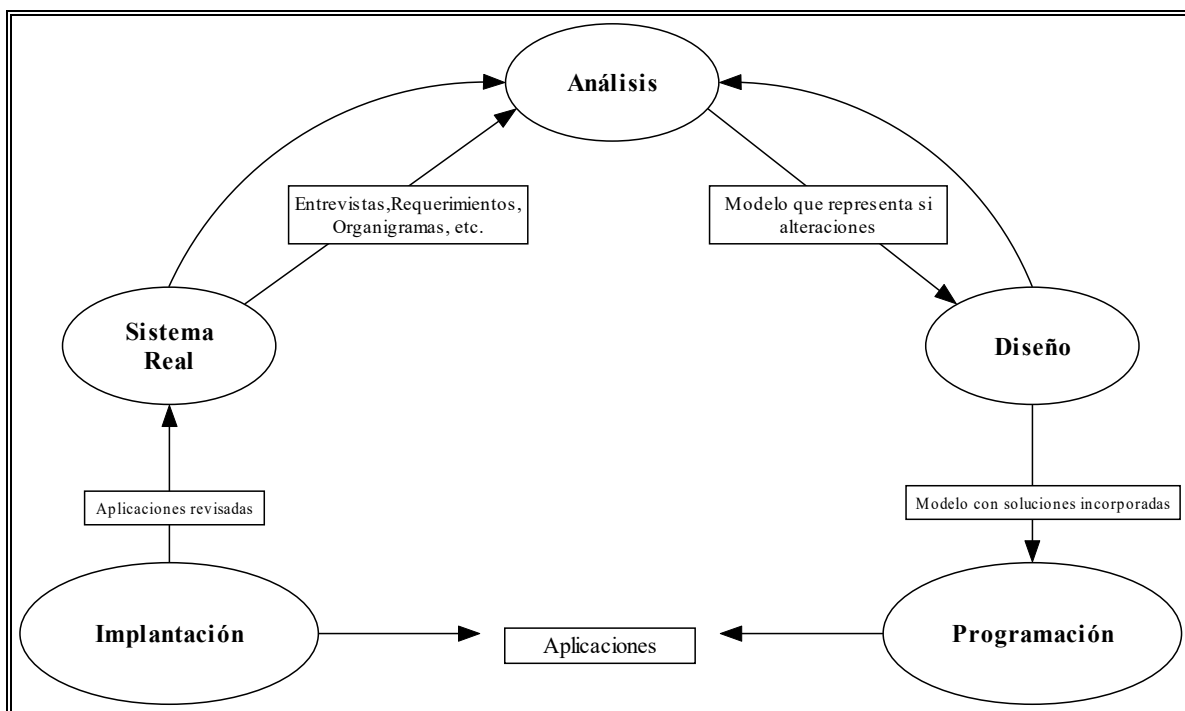 Análisis
Entrevistas,Requerimientos,
Organigramas, etc.
Modelo que representa si
alteraciones
Sistema
Real
Diseño
Aplicaciones revisadas
Modelo con soluciones incorporadas
Implantación
Aplicaciones
Programación